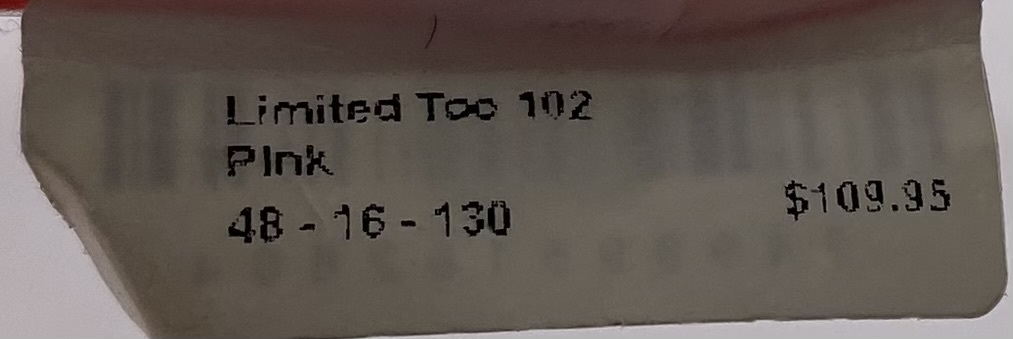 Limited Too 102
PInk
48 - 16 - 130
$109.95